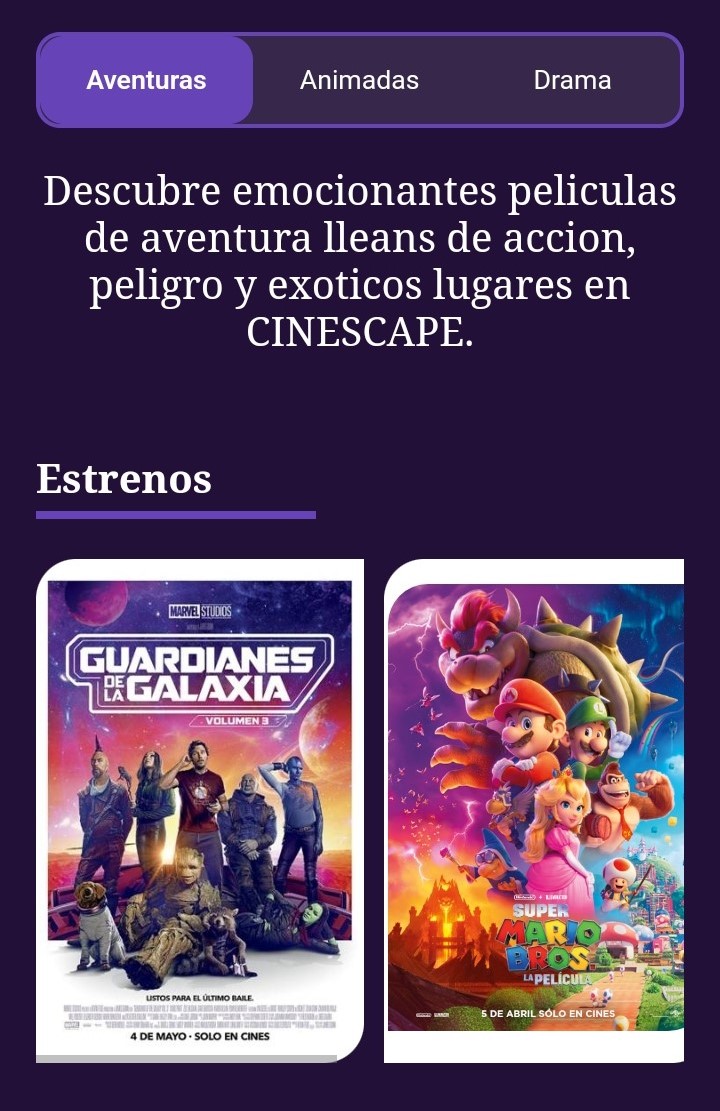 Aventuras Animadas Drama
Descubre emocionantes peliculas
de aventura lleans de accion,
peligro y exoticos lugares en
CINESCAPE.
Estrenos
MARVEL STUDIOS
GUARDIANES
DE LA GALAXIA
VOLUMEN 3
LISTOS PARA EL ÚLTIMO BAILE.
4 DE MAYO · SOLO EN CINES
SUPER
MARIO
BROS.
LA PELÍCULA
5 DE ABRIL SÓLO EN CINES